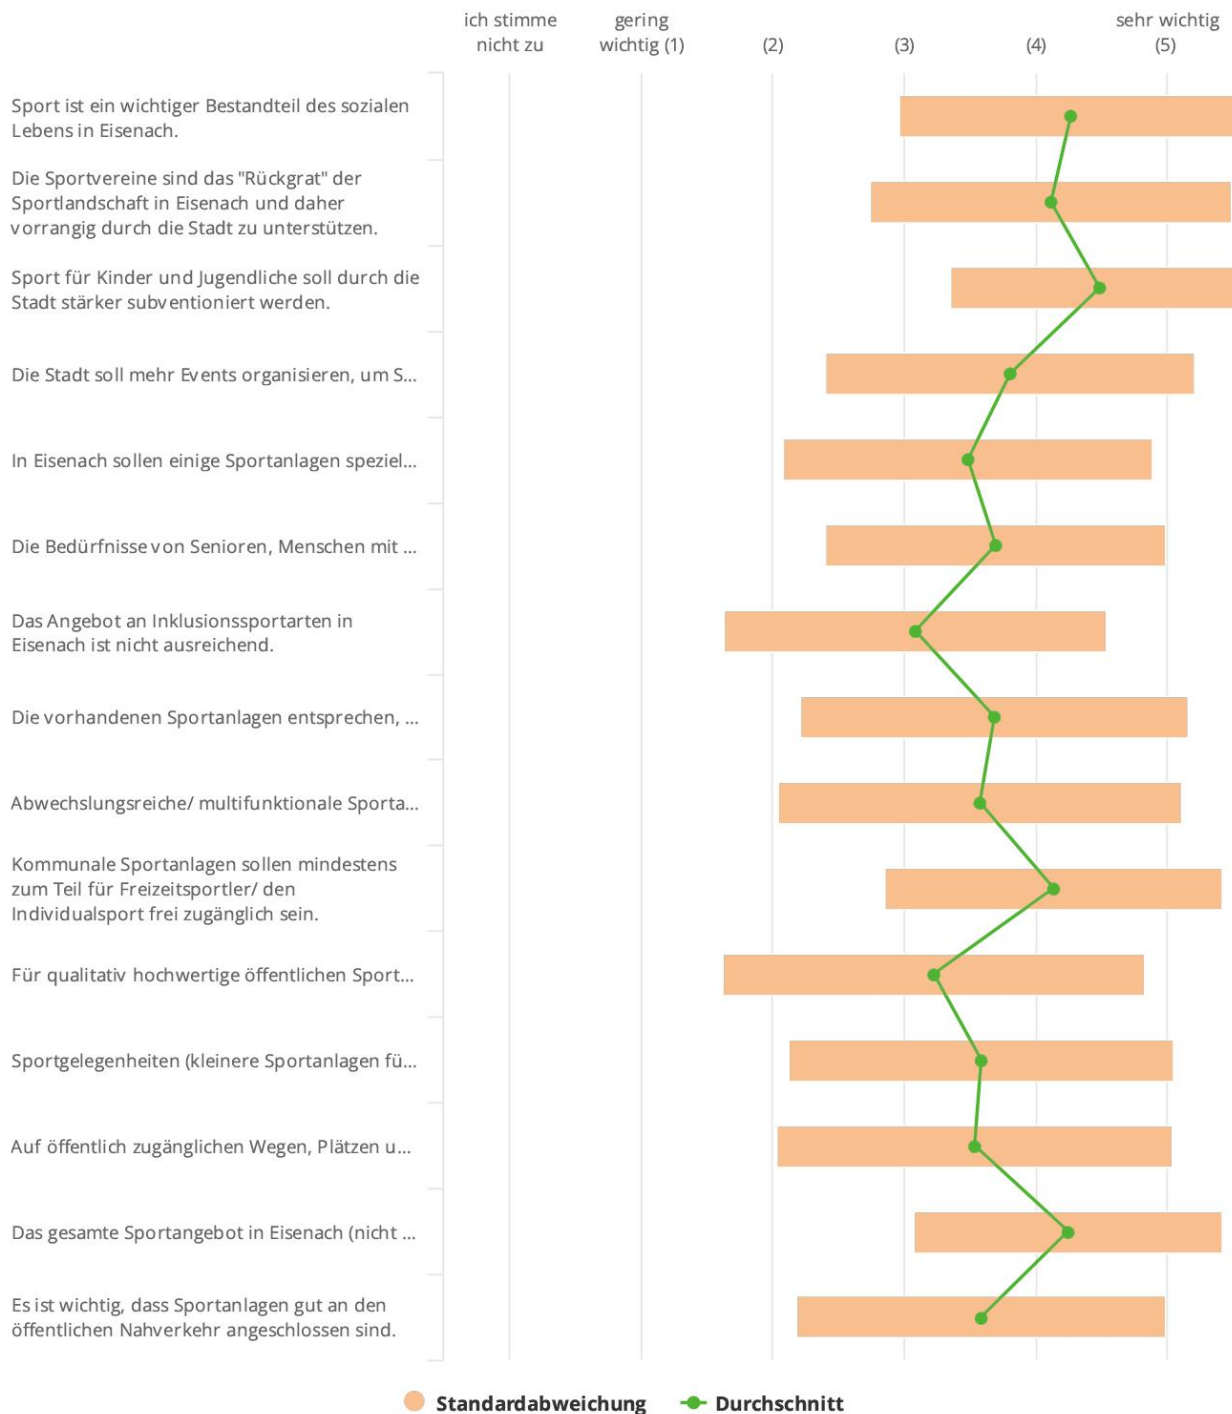 ich stimme
nicht zu
gering
wichtig (1)
(2)
(3)
(4)
sehr wichtig
(5)
Sport ist ein wichtiger Bestandteil des sozialen
Lebens in Eisenach.
Die Sportvereine sind das "Rückgrat" der
Sportlandschaft in Eisenach und daher
vorrangig durch die Stadt zu unterstützen.
Sport für Kinder und Jugendliche soll durch die
Stadt stärker subventioniert werden.
Die Stadt soll mehr Events organisieren, um S...
In Eisenach sollen einige Sportanlagen speziel...
Die Bedürfnisse von Senioren, Menschen mit ...
Das Angebot an Inklusionssportarten in
Eisenach ist nicht ausreichend.
Die vorhandenen Sportanlagen entsprechen, ...
Abwechslungsreiche/ multifunktionale Sporta...
Kommunale Sportanlagen sollen mindestens
zum Teil für Freizeitsportler/ den
Individualsport frei zugänglich sein.
Für qualitativ hochwertige öffentlichen Sport...
Sportgelegenheiten (kleinere Sportanlagen fü...
Auf öffentlich zugänglichen Wegen, Plätzen u...
Das gesamte Sportangebot in Eisenach (nicht ...
Es ist wichtig, dass Sportanlagen gut an den
öffentlichen Nahverkehr angeschlossen sind.
Standardabweichung
Durchschnitt